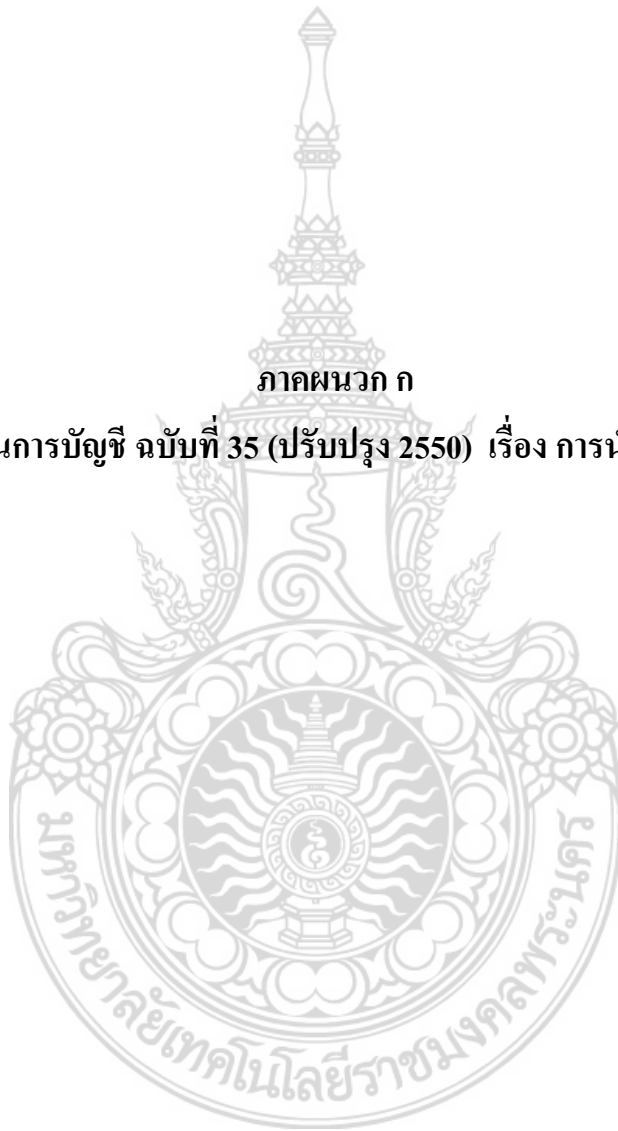 ภาคผนวก ก
นการบัญชี ฉบับที่ 35 (ปรับปรุง 2550) เรื่อง การน
มหาวิทยาลัยเทคโนโลยีราชมงคลพระนคร